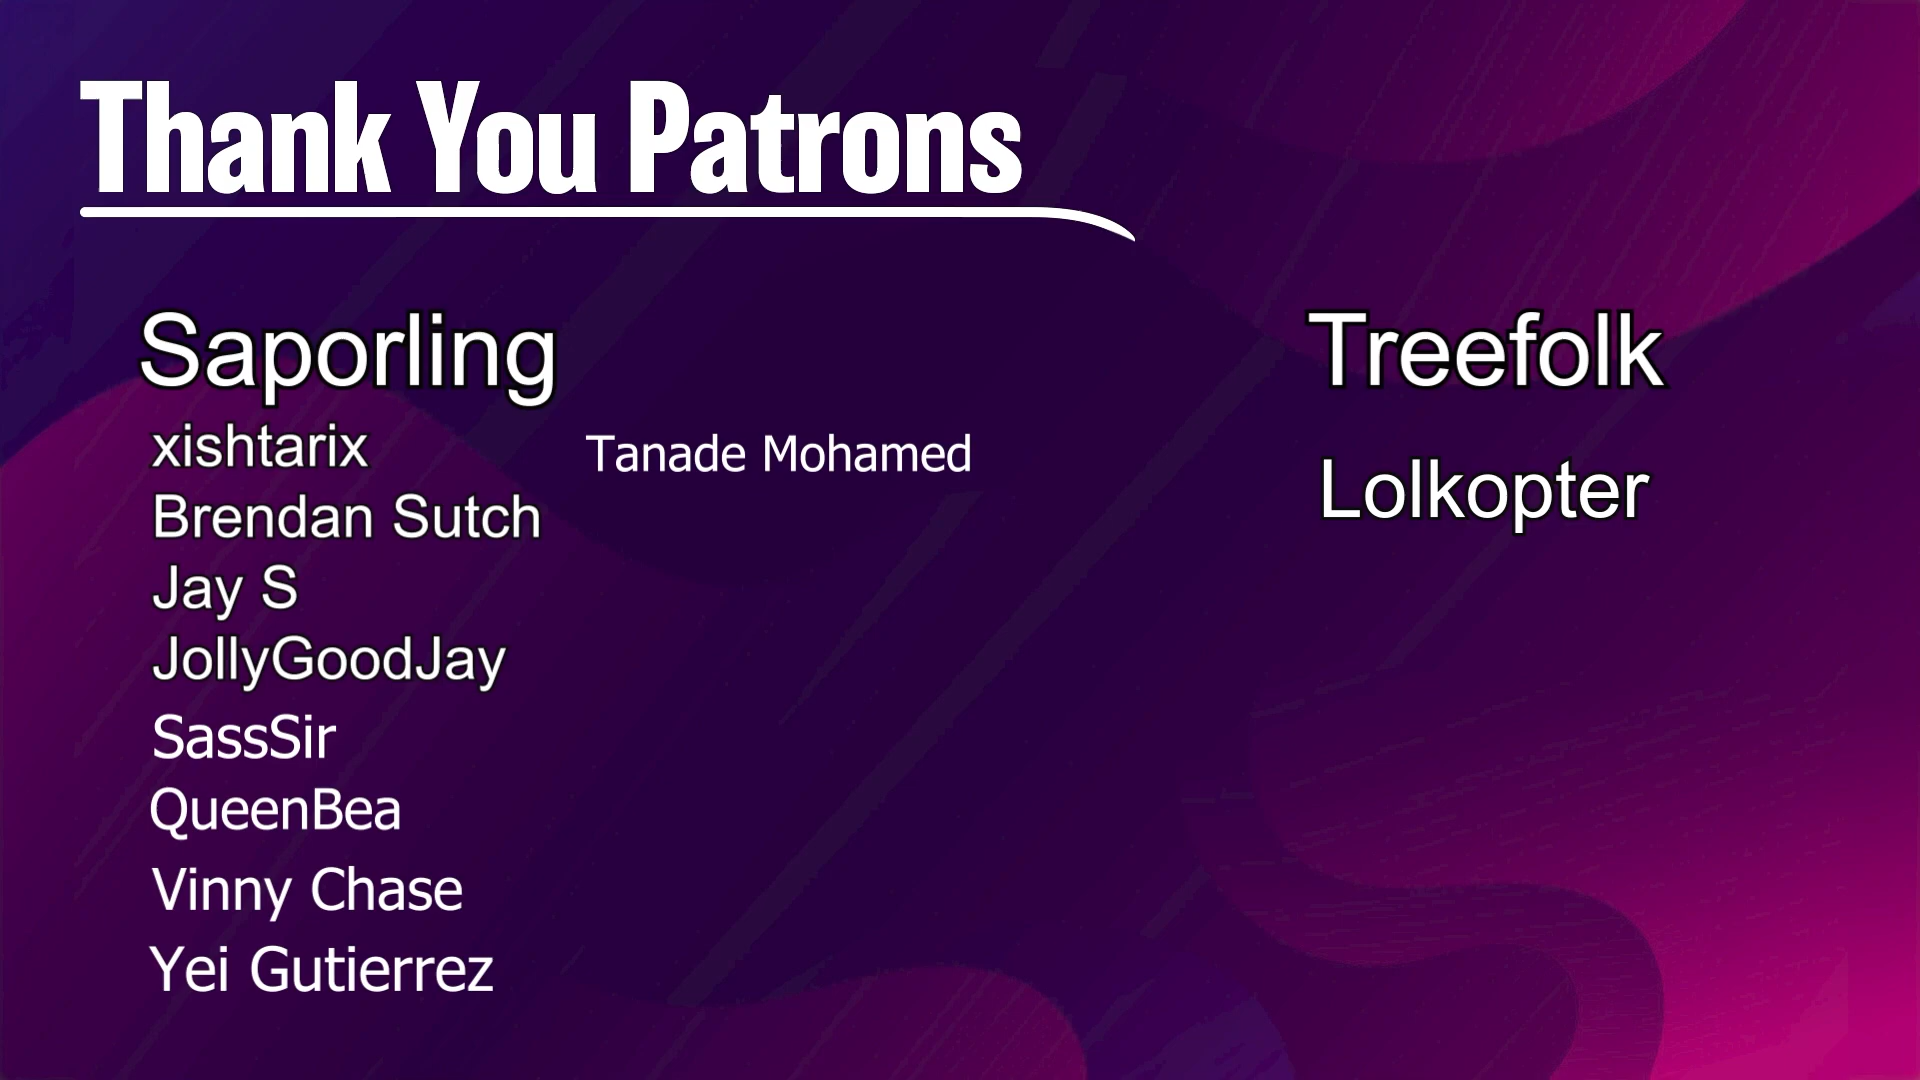 Thank You Patrons
Saporling
xishtarix
Brendan Sutch
Jay S
JollyGoodJay
SassSir
QueenBea
Vinny Chase
Yei Gutierrez
Tanade Mohamed
Treefolk
Lolkopter